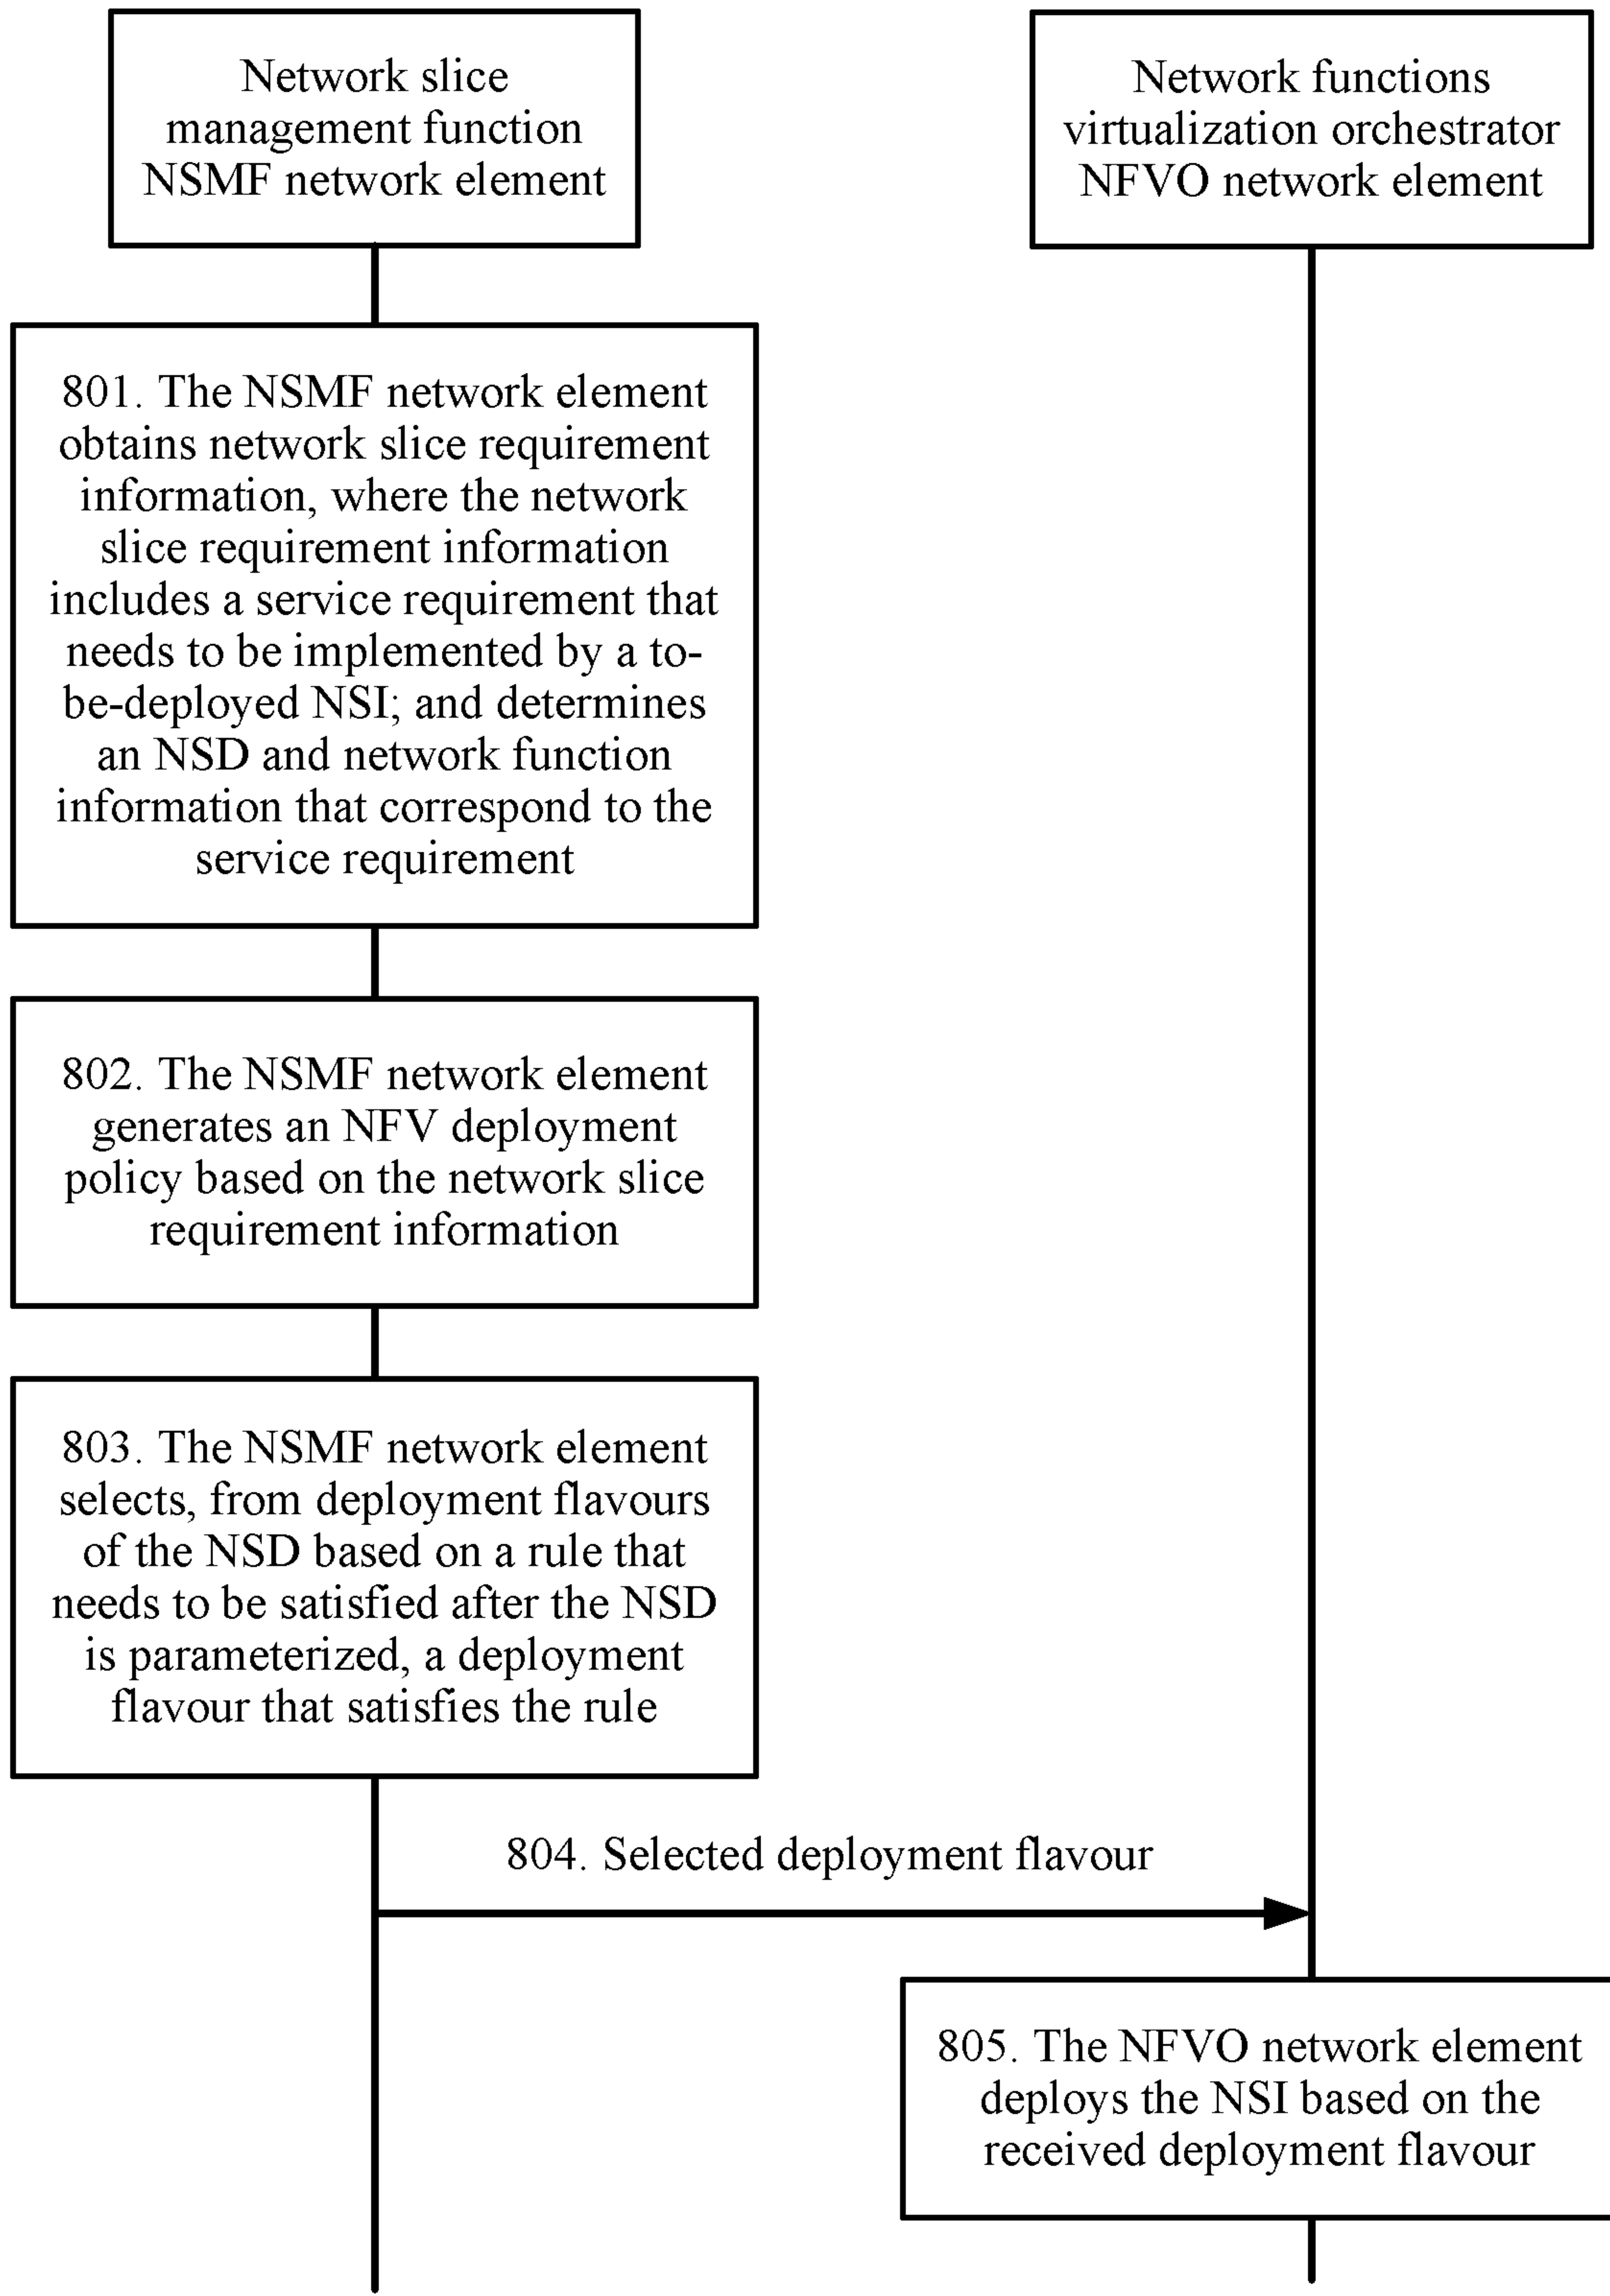 Network slice
management function
NSMF network element
Network functions
virtualization orchestrator
NFVO network element
801. The NSMF network element
obtains network slice requirement
information, where the network
slice requirement information
includes a service requirement that
needs to be implemented by a to-
be-deployed NSI; and determines
an NSD and network function
information that correspond to the
service requirement
802. The NSMF network element
generates an NFV deployment
policy based on the network slice
requirement information
803. The NSMF network element
selects, from deployment flavours
of the NSD based on a rule that
needs to be satisfied after the NSD
is parameterized, a deployment
flavour that satisfies the rule
804. Selected deployment flavour
805. The NFVO network element
deploys the NSI based on the
received deployment flavour